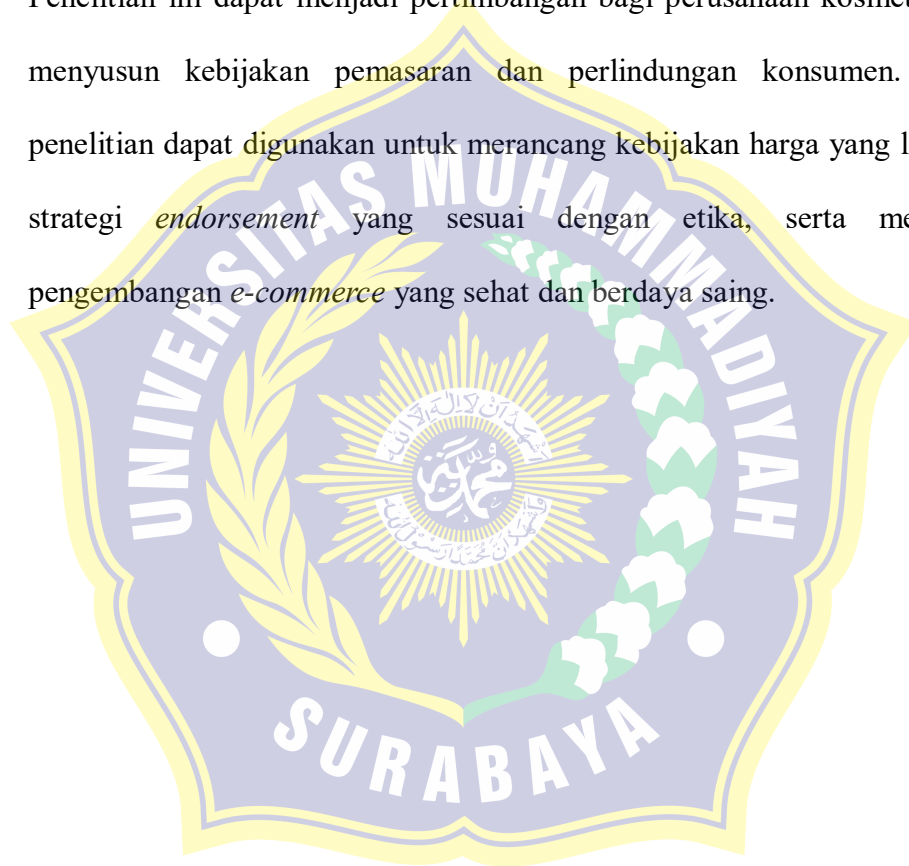 Penelitian ini dapat menjadi pertimbangan bagi perusahaan
menyusun kebijakan pemasaran dan perlindungan konsumen.
penelitian dapat digunakan untuk merancang kebijakan harga yang
strategi endorsement yang sesuai dengan etika, serta
pengembangan e-commerce yang sehat dan berdaya saing.
UNIVERSITAS MUHAMMADIYAH
محمدية
SURABAYA